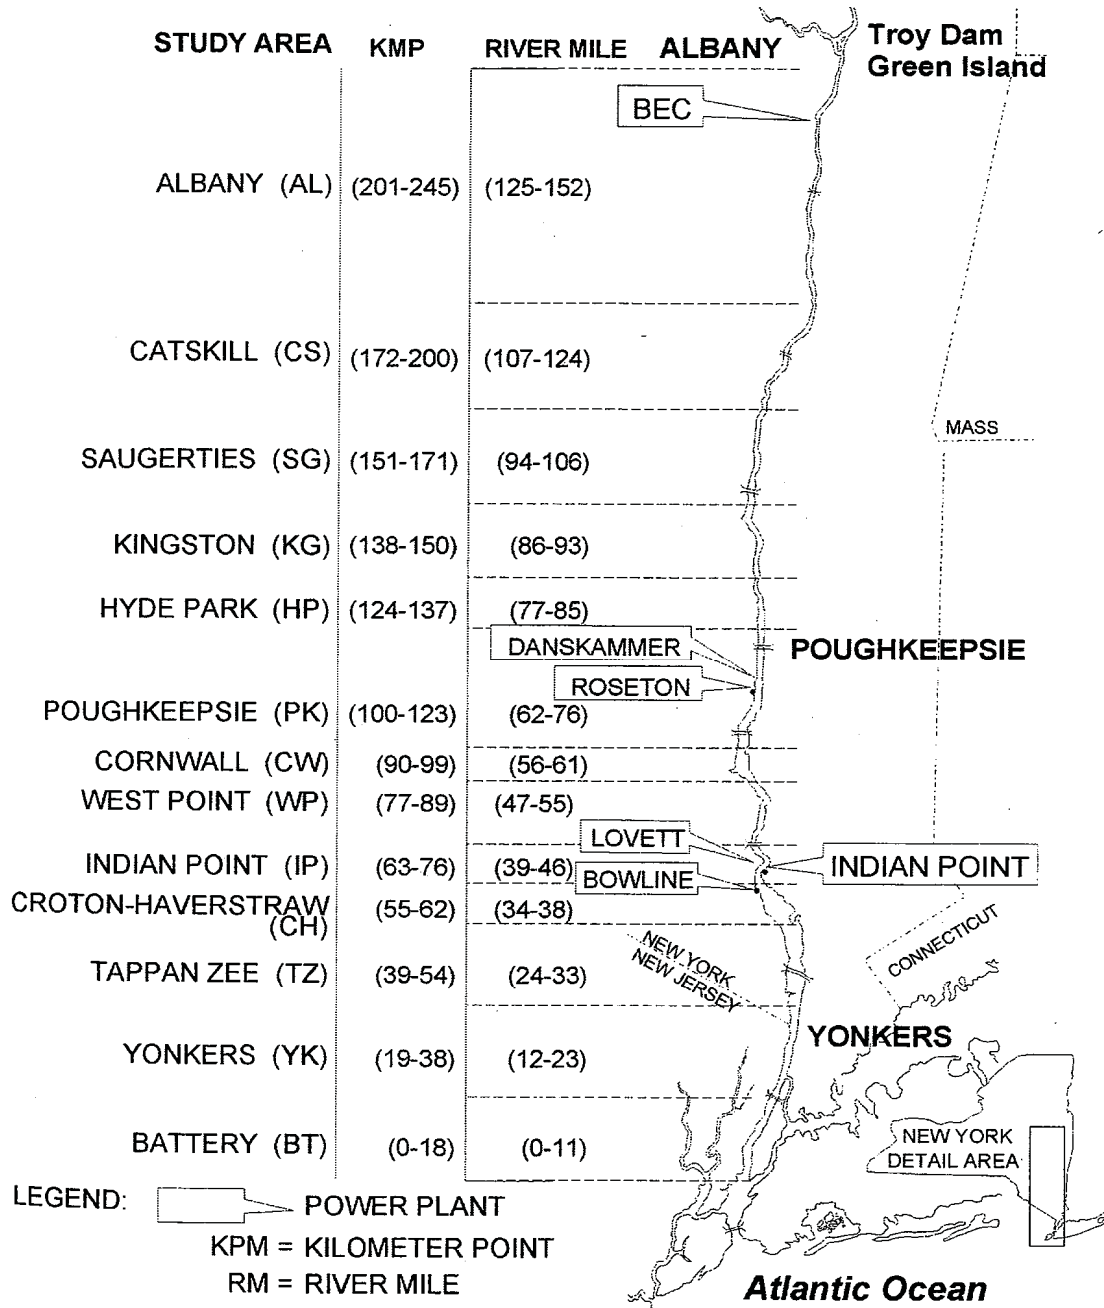 STUDY AREA KMP RIVER MILE ALBANY
Troy Dam
Green Island
BEC
ALBANY (AL) (201-245) (125-152)
CATSKILL (CS) (172-200) (107-124)
MASS
SAUGERTIES (SG) (151-171) (94-106)
KINGSTON (KG) (138-150) (86-93)
HYDE PARK (HP) (124-137) (77-85)
DANSKAMMER
POUGHKEEPSIE
ROSETON
POUGHKEEPSIE (PK) (100-123) (62-76)
CORNWALL (CW) (90-99) (56-61)
WEST POINT (WP) (77-89) (47-55)
LOVETT
INDIAN POINT (IP) (63-76) (39-46) INDIAN POINT
BOWLINE
CROTON-HAVERSTRAW (55-62) (34-38)
(CH)
NEW YORK
NEW JERSEY
CONNECTICUT
TAPPAN ZEE (TZ) (39-54) (24-33)
YONKERS
YONKERS (YK) (19-38) (12-23)
BATTERY (BT) (0-18) (0-11)
NEW YORK
DETAIL AREA
LEGEND: POWER PLANT
KPM = KILOMETER POINT
RM = RIVER MILE
Atlantic Ocean